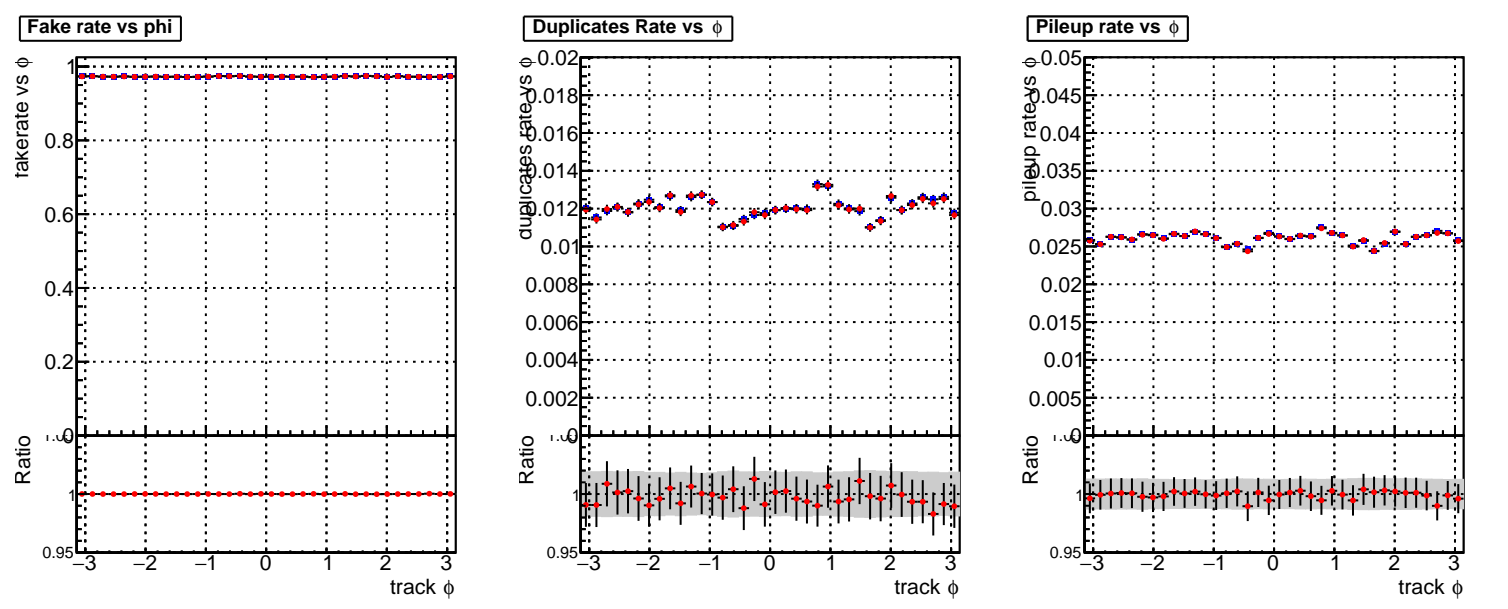 Fake rate vs phi
fakerate vs ϕ
1
0.8
0.6
0.4
0.2
0
Ratio
1
0.95
−3 −2 −1 0 1 2 3
track ϕ
Duplicates Rate vs ϕ
duplicates rate vs ϕ
0.02
0.018
0.016
0.014
0.012
0.01
0.008
0.006
0.004
0.002
0
Ratio
1
0.95
−3 −2 −1 0 1 2 3
track ϕ
Pileup rate vs ϕ
pileup rate vs ϕ
0.05
0.045
0.04
0.035
0.03
0.025
0.02
0.015
0.01
0.005
0
Ratio
1
0.95
−3 −2 −1 0 1 2 3
track ϕ